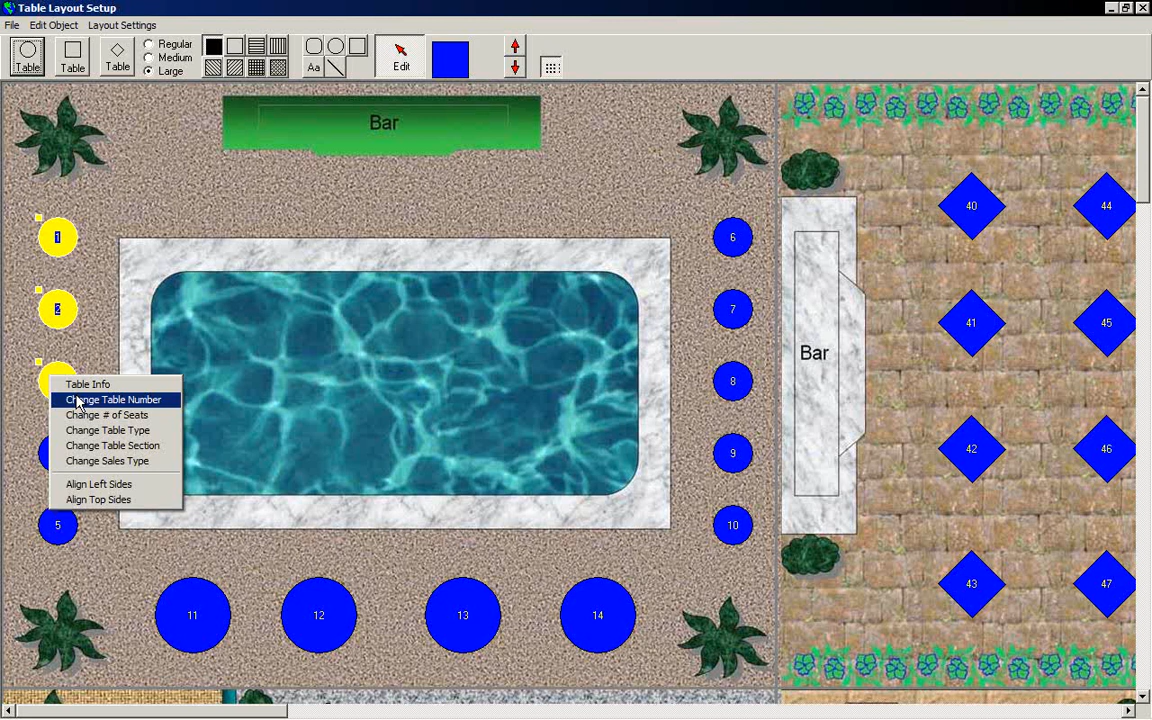 Table Layout Setup
File Edit Object Layout Settings
Table Table Table
Regular
Medium
Large
Aa
Edit
Bar
1
2
Table Info
Change Table Number
Change # of Seats
Change Table Type
Change Table Section
Change Sales Type
Align Left Sides
Align Top Sides
5
6
7
8
9
10
11 12 13 14
Bar
40 44
41 45
42 46
43 47